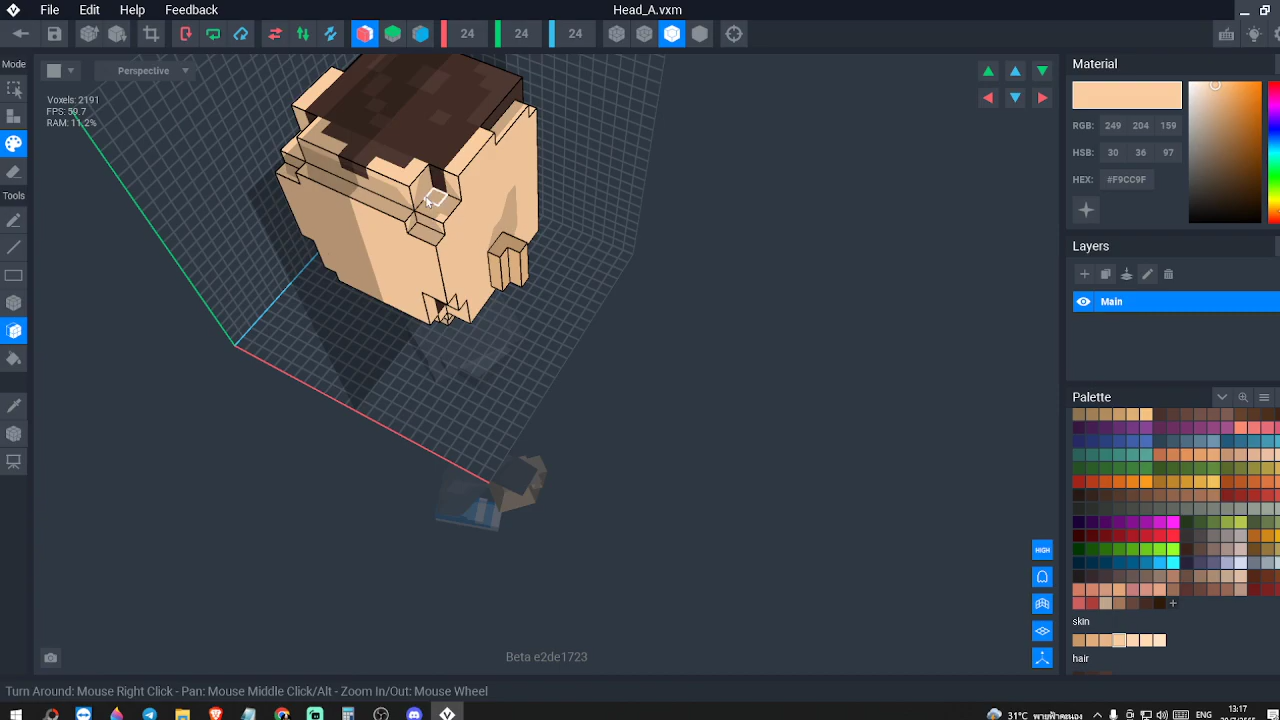 File Edit Help Feedback
Head_A.vxm
24 24 24
Mode
Perspective
Voxels: 2191
FPS: 59.7
RAM: 11.2%
Tools
Material
RGB: 249 204 159
HSB: 30 36 97
HEX: #F9CC9F
Layers
Main
Palette
HIGH
skin
hair
Beta e2de1723
Turn Around: Mouse Right Click - Pan: Mouse Middle Click/Alt - Zoom In/Out: Mouse Wheel
31°C
ENG
13:17